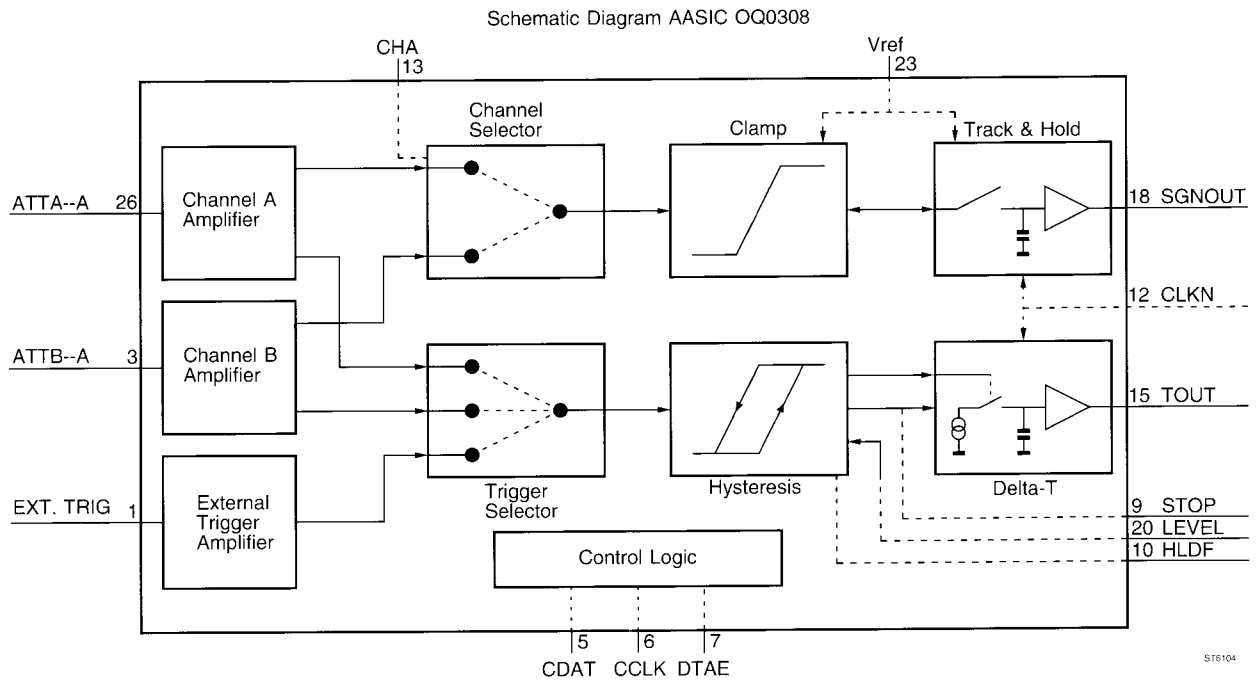 Schematic Diagram AASIC OQ0308
CHA
13
Vref
23
Channel
Selector
Clamp
Track & Hold
ATTA--A 26
Channel A
Amplifier
18 SGNOUT
12 CLKN
ATTB--A 3
Channel B
Amplifier
15 TOUT
EXT. TRIG 1
External
Trigger
Amplifier
Trigger
Selector
Hysteresis
Delta-T
9 STOP
20 LEVEL
10 HLDF
Control Logic
5 6 7
CDAT CCLK DTAE
ST6104